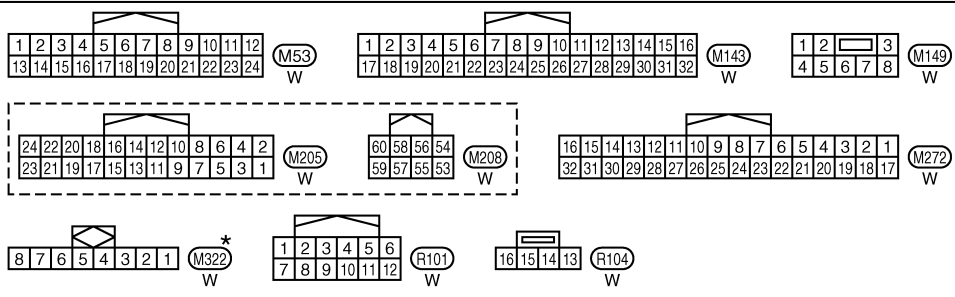 1 2 3 4 5 6 7 8 9 10 11 12
13 14 15 16 17 18 19 20 21 22 23 24
M53
W
1 2 3 4 5 6 7 8 9 10 11 12 13 14 15 16
17 18 19 20 21 22 23 24 25 26 27 28 29 30 31 32
M143
W
1 2 3
4 5 6 7 8
M149
W
24 22 20 18 16 14 12 10 8 6 4 2
23 21 19 17 15 13 11 9 7 5 3 1
M205
W
60 58 56 54
59 57 55 53
M208
W
16 15 14 13 12 11 10 9 8 7 6 5 4 3 2 1
32 31 30 29 28 27 26 25 24 23 22 21 20 19 18 17
M272
W
8 7 6 5 4 3 2 1
M322 *
W
1 2 3 4 5 6
7 8 9 10 11 12
R101
W
16 15 14 13
R104
W